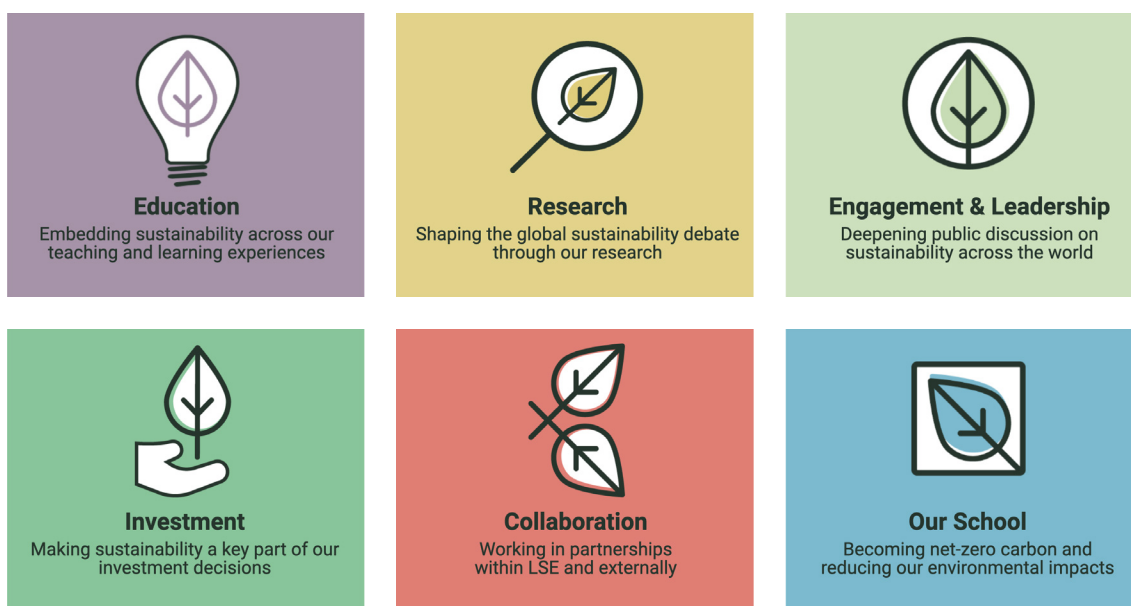 Education
Embedding sustainability across our
teaching and learning experiences
Research
Shaping the global sustainability debate
through our research
Engagement & Leadership
Deepening public discussion on
sustainability across the world
Investment
Making sustainability a key part of our
investment decisions
Collaboration
Working in partnerships
within LSE and externally
Our School
Becoming net-zero carbon and
reducing our environmental impacts